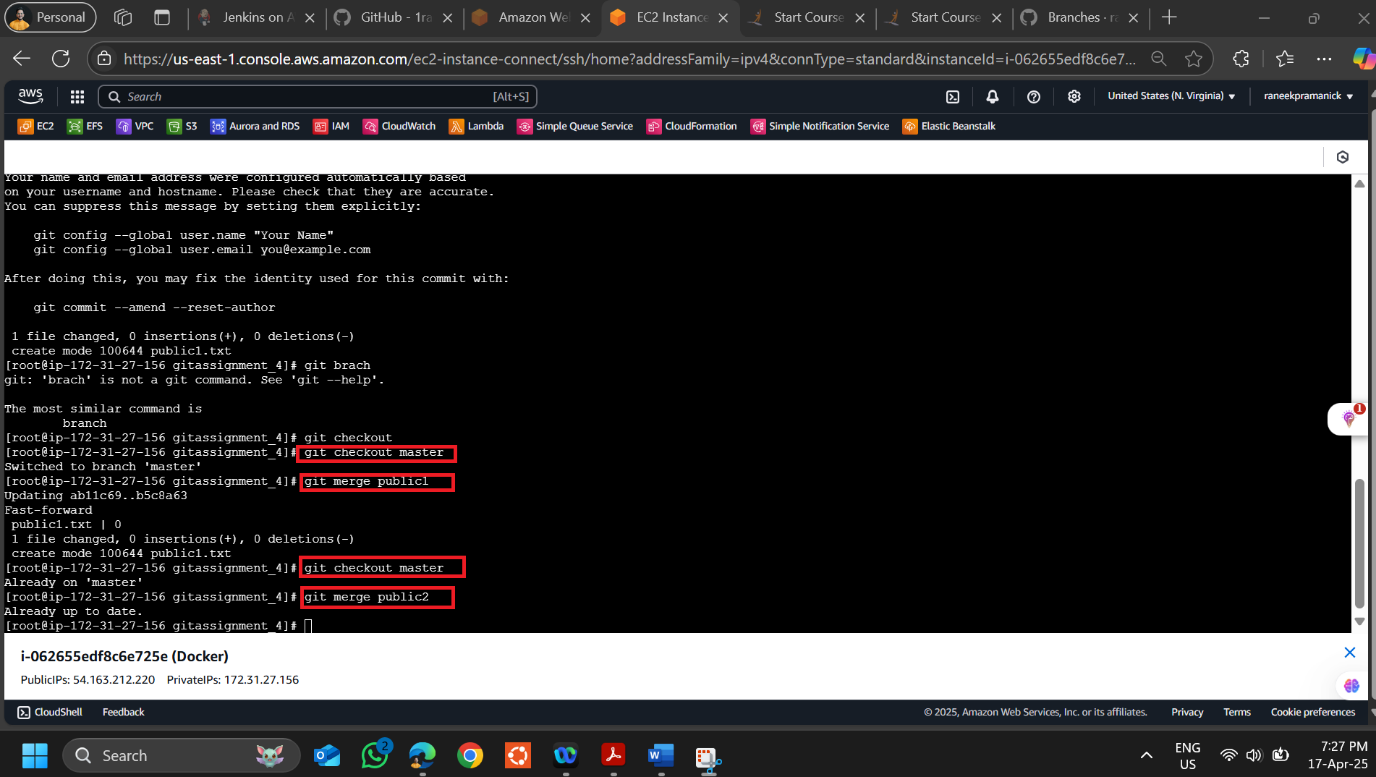 Personal
Jenkins on A
GitHub - 1ra
Amazon We
EC2 Instance
Start Course
Start Course
Branches · ra
https://us-east-1.console.aws.amazon.com/ec2-instance-connect/ssh/home?addressFamily=ipv4&connType=standard&instanceId=i-062655edf8c6e7...
aws
Search
[Alt+S]
United States (N. Virginia)
raneekpramanick
EC2
EFS
VPC
S3
Aurora and RDS
IAM
CloudWatch
Lambda
Simple Queue Service
CloudFormation
Simple Notification Service
Elastic Beanstalk
Your name and email address were configured automatically based
on your username and hostname. Please check that they are accurate.
You can suppress this message by setting them explicitly:
git config --global user.name "Your Name"
git config --global user.email you@example.com
After doing this, you may fix the identity used for this commit with:
git commit --amend --reset-author
1 file changed, 0 insertions(+), 0 deletions(-)
create mode 100644 public1.txt
[root@ip-172-31-27-156 gitassignment_4]# git brach
git: 'brach' is not a git command. See 'git --help'.
The most similar command is
branch
[root@ip-172-31-27-156 gitassignment_4]# git checkout
[root@ip-172-31-27-156 gitassignment_4]# git checkout master
Switched to branch 'master'
[root@ip-172-31-27-156 gitassignment_4]# git merge public1
Updating ab11c69..b5c8a63
Fast-forward
public1.txt | 0
1 file changed, 0 insertions(+), 0 deletions(-)
create mode 100644 public1.txt
[root@ip-172-31-27-156 gitassignment_4]# git checkout master
Already on 'master'
[root@ip-172-31-27-156 gitassignment_4]# git merge public2
Already up to date.
[root@ip-172-31-27-156 gitassignment_4]#
1
i-062655edf8c6e725e (Docker)
PublicIPs: 54.163.212.220 PrivateIPs: 172.31.27.156
CloudShell
Feedback
© 2025, Amazon Web Services, Inc. or its affiliates.
Privacy
Terms
Cookie preferences
Search
2
ENG
US
7:27 PM
17-Apr-25